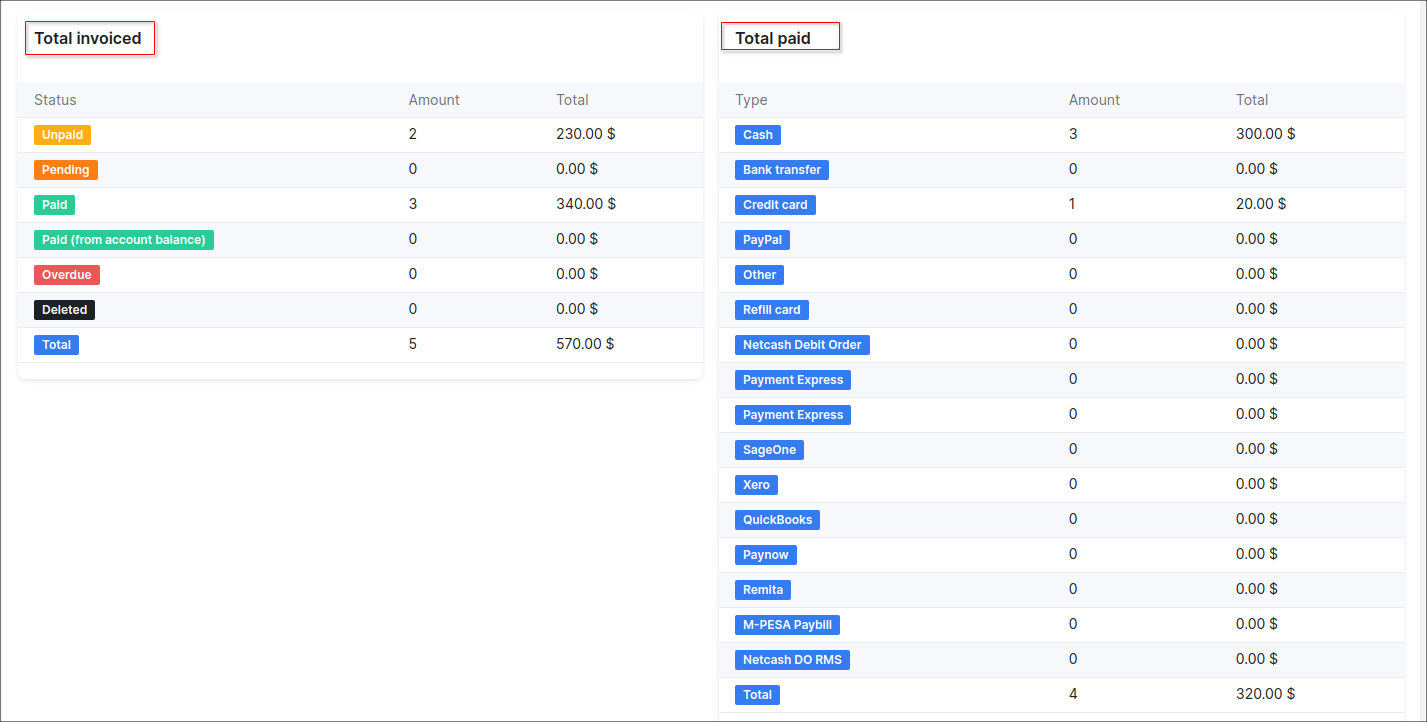 Total invoiced
Status Amount Total
Unpaid 2 230.00 $
Pending 0 0.00 $
Paid 3 340.00 $
Paid (from account balance) 0 0.00 $
Overdue 0 0.00 $
Deleted 0 0.00 $
Total 5 570.00 $
Total paid
Type Amount Total
Cash 3 300.00 $
Bank transfer 0 0.00 $
Credit card 1 20.00 $
PayPal 0 0.00 $
Other 0 0.00 $
Refill card 0 0.00 $
Netcash Debit Order 0 0.00 $
Payment Express 0 0.00 $
Payment Express 0 0.00 $
SageOne 0 0.00 $
Xero 0 0.00 $
QuickBooks 0 0.00 $
Paynow 0 0.00 $
Remita 0 0.00 $
M-PESA Paybill 0 0.00 $
Netcash DO RMS 0 0.00 $
Total 4 320.00 $